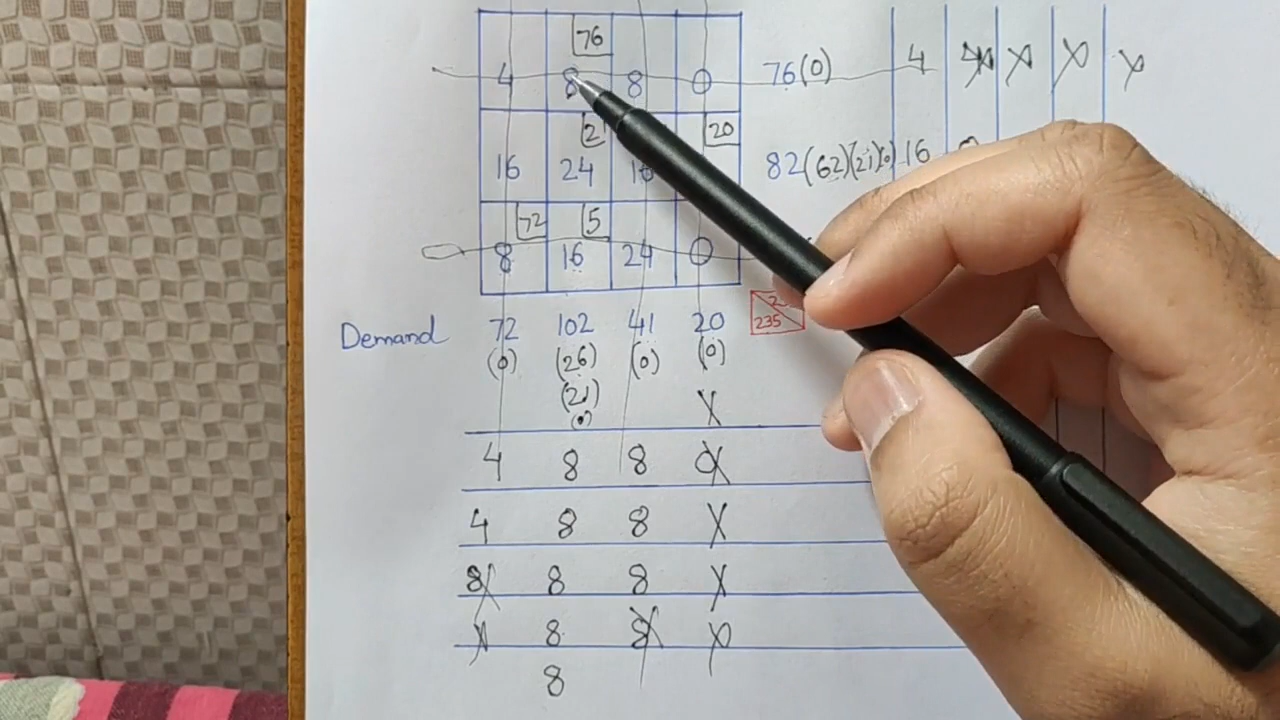 76
4 8 8 0 76(0) 4 X X X
2 20
16 24 82(62)(21)(0) 16
72 5
8 16 24 0
Demand 72 102 41 20 235
(0) (26) (0) (0)
(21) X
(0)
4 8 8 0
4 8 8 X
8 8 8 X
X 8 8 X
8